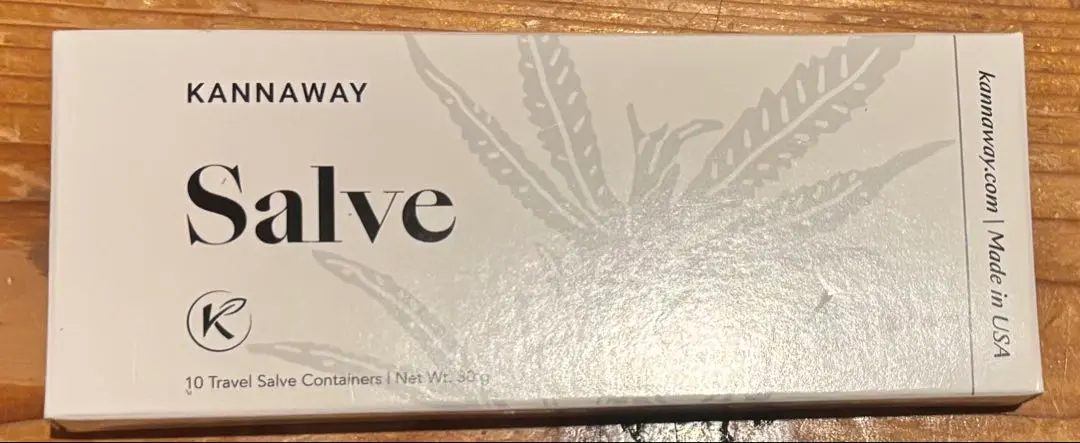 KANNAWAY
Salve
K
10 Travel Salve Containers | Net Wt. 30 g
kannaway.com | Made in USA